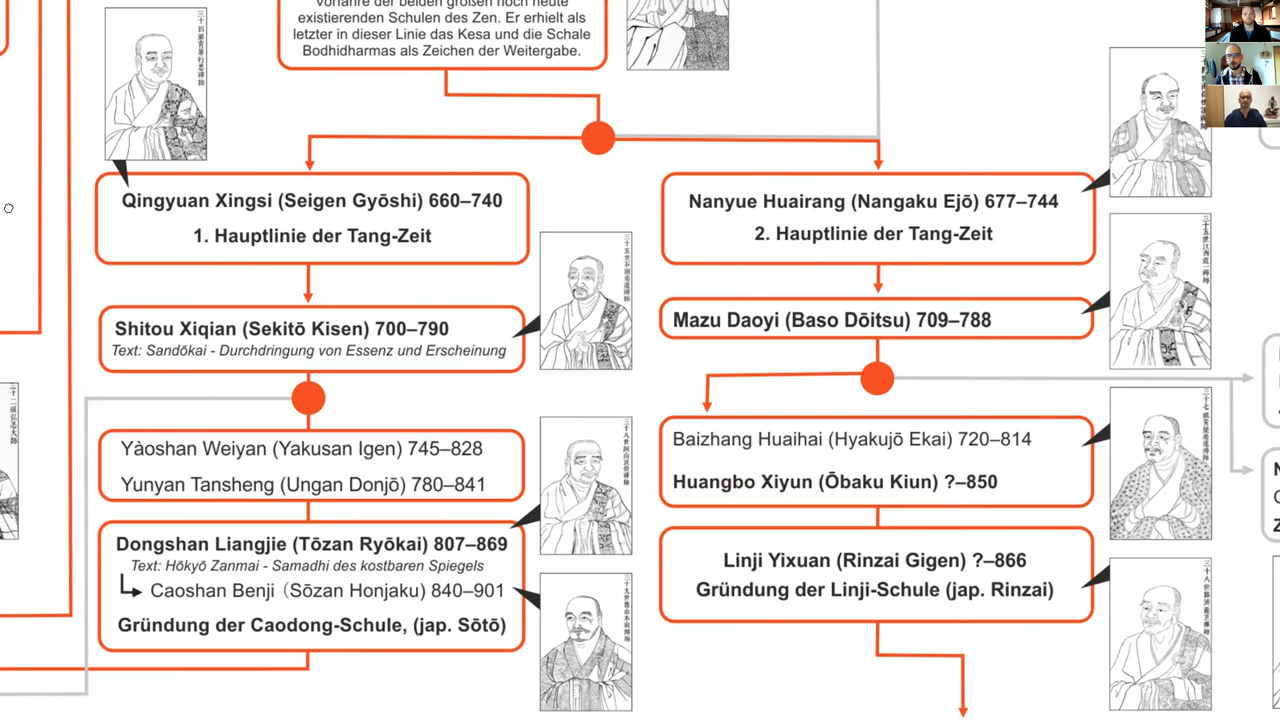 Vorfahre der beiden großen noch heute
existierenden Schulen des Zen. Er erhielt als
letzter in dieser Linie das Kesa und die Schale
Bodhidharmas als Zeichen der Weitergabe.
Qingyuan Xingsi (Seigen Gyōshi) 660–740
1. Hauptlinie der Tang-Zeit
Shitou Xiqian (Sekitō Kisen) 700–790
Text: Sandōkai - Durchdringung von Essenz und Erscheinung
Yàoshan Weiyan (Yakusan Igen) 745–828
Yunyan Tansheng (Ungan Donjō) 780–841
Dongshan Liangjie (Tōzan Ryōkai) 807–869
Text: Hōkyō Zanmai - Samadhi des kostbaren Spiegels
Caoshan Benji (Sōzan Honjaku) 840–901
Gründung der Caodong-Schule, (jap. Sōtō)
Nanyue Huairang (Nangaku Ejō) 677–744
2. Hauptlinie der Tang-Zeit
Mazu Daoyi (Baso Dōitsu) 709–788
Baizhang Huaihai (Hyakujō Ekai) 720–814
Huangbo Xiyun (Ōbaku Kiun) ?–850
Linji Yixuan (Rinzai Gigen) ?–866
Gründung der Linji-Schule (jap. Rinzai)